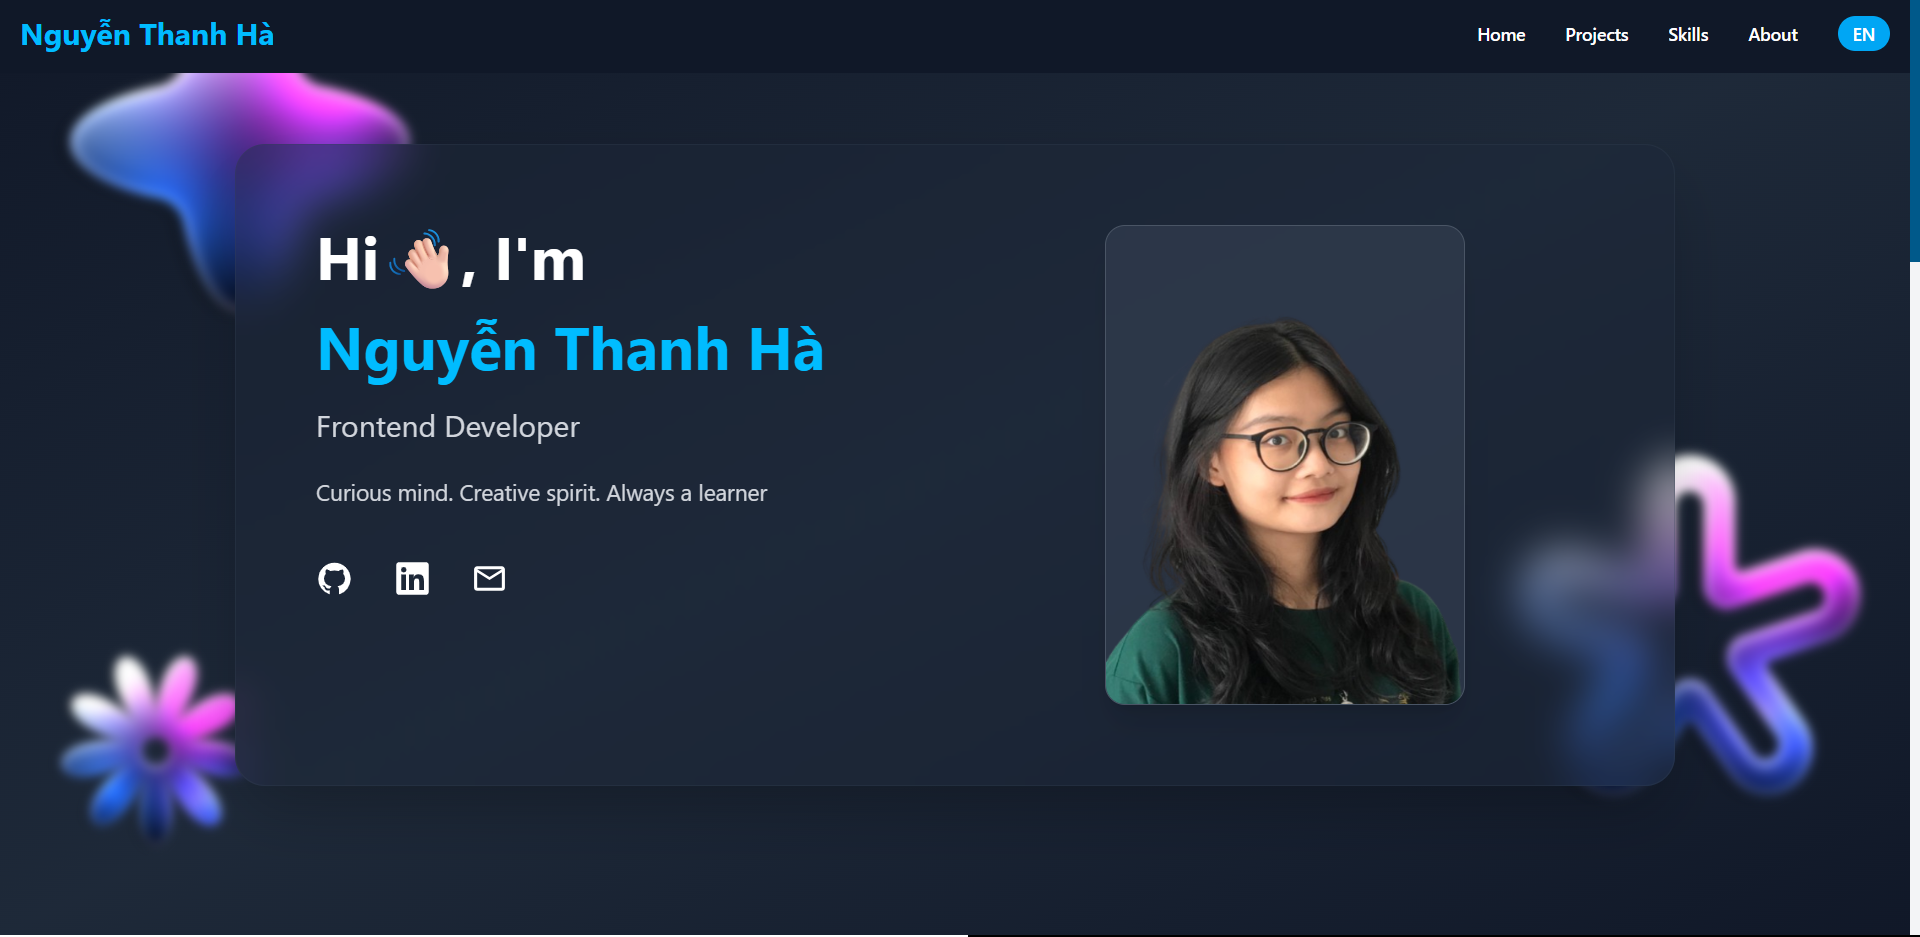 Nguyễn Thanh Hà
Home Projects Skills About EN
Hi 👋🏻, I'm
Nguyễn Thanh Hà
Frontend Developer
Curious mind. Creative spirit. Always a learner
in